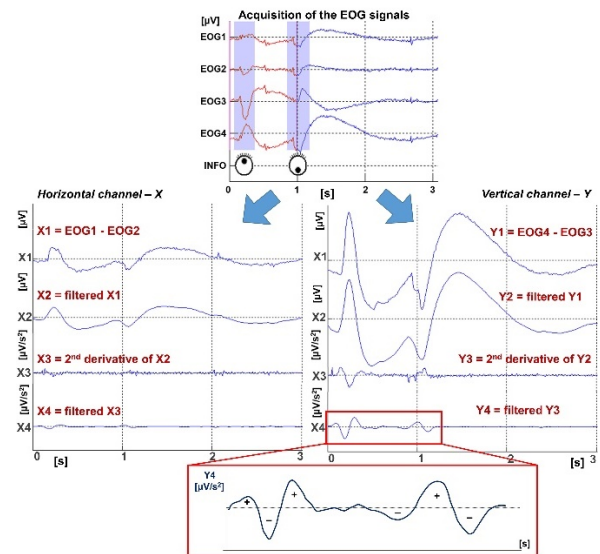 Acquisition of the EOG signals
[µV]
EOG1
EOG2
EOG3
EOG4
INFO
0 1 2 3
[s]
Horizontal channel – X
Vertical channel – Y
[µV]
X1 = EOG1 - EOG2
X1
[µV]
X2 = filtered X1
X2
[µV/s²]
X3 = 2nd derivative of X2
X3
[µV/s²]
X4 = filtered X3
X4
0 1 2 3
[s]
[µV]
Y1 = EOG4 - EOG3
X1
[µV]
Y2 = filtered Y1
X2
[µV/s²]
Y3 = 2nd derivative of Y2
X3
[µV/s²]
Y4 = filtered Y3
X4
0 1 2 3
[s]
Y4
[µV/s²]
+ − + − + −
[s]